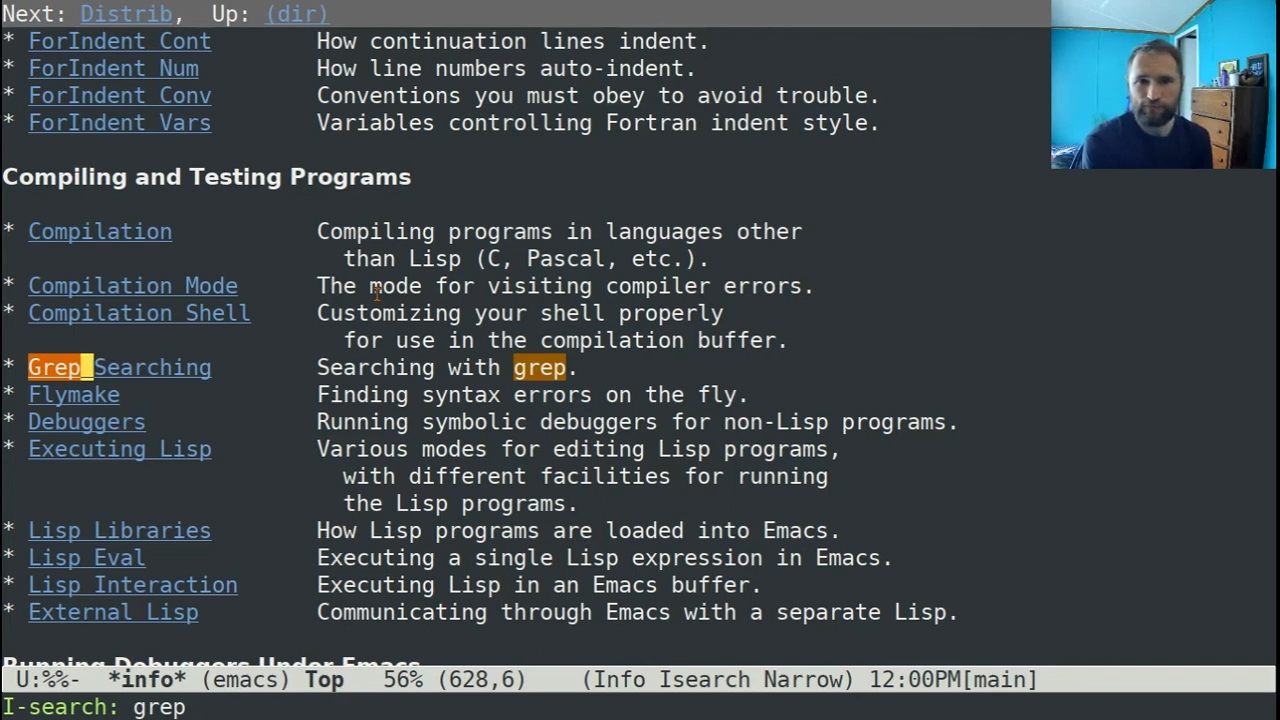 Next: Distrib,  Up: (dir)
* ForIndent Cont        How continuation lines indent.
* ForIndent Num         How line numbers auto-indent.
* ForIndent Conv        Conventions you must obey to avoid trouble.
* ForIndent Vars        Variables controlling Fortran indent style.
Compiling and Testing Programs
* Compilation           Compiling programs in languages other
than Lisp (C, Pascal, etc.).
* Compilation Mode      The mode for visiting compiler errors.
* Compilation Shell     Customizing your shell properly
for use in the compilation buffer.
* Grep Searching        Searching with grep.
* Flymake               Finding syntax errors on the fly.
* Debuggers             Running symbolic debuggers for non-Lisp programs.
* Executing Lisp        Various modes for editing Lisp programs,
with different facilities for running
the Lisp programs.
* Lisp Libraries        How Lisp programs are loaded into Emacs.
* Lisp Eval             Executing a single Lisp expression in Emacs.
* Lisp Interaction      Executing Lisp in an Emacs buffer.
* External Lisp         Communicating through Emacs with a separate Lisp.
Running Debuggers Under Emacs
U:%%-  *info* (emacs) Top   56% (628,6)    (Info Isearch Narrow) 12:00PM[main]
I-search: grep